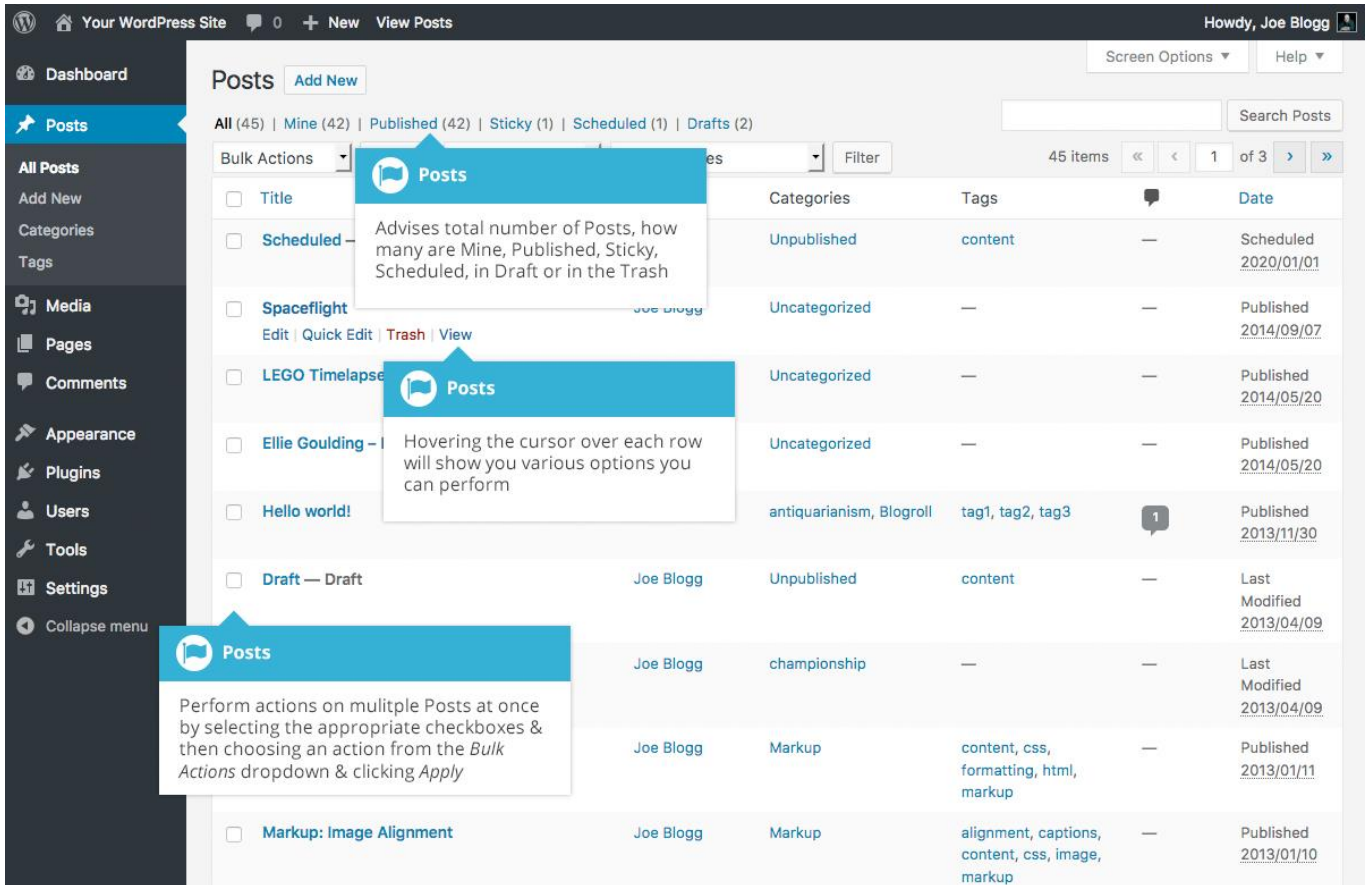 Your WordPress Site 0 + New View Posts Howdy, Joe Blogg
Dashboard
Posts
All Posts
Add New
Categories
Tags
Media
Pages
Comments
Appearance
Plugins
Users
Tools
Settings
Collapse menu
Screen Options Help
Posts Add New
All (45) | Mine (42) | Published (42) | Sticky (1) | Scheduled (1) | Drafts (2)
Search Posts
Bulk Actions Filter 45 items « ‹ 1 of 3 › »
Title Categories Tags Date
Scheduled — Unpublished content — Scheduled
2020/01/01
Spaceflight Joe Blogg Uncategorized — — Published
2014/09/07
Edit | Quick Edit | Trash | View
LEGO Timelapse Uncategorized — — Published
2014/05/20
Ellie Goulding – Uncategorized — — Published
2014/05/20
Hello world! antiquarianism, Blogroll tag1, tag2, tag3 1 Published
2013/11/30
Draft — Draft Joe Blogg Unpublished content — Last
Modified
2013/04/09
Joe Blogg championship — — Last
Modified
2013/04/09
Joe Blogg Markup content, css, — Published
formatting, html, 2013/01/11
markup
Markup: Image Alignment Joe Blogg Markup alignment, captions, — Published
content, css, image, 2013/01/10
markup
Posts
Advises total number of Posts, how
many are Mine, Published, Sticky,
Scheduled, in Draft or in the Trash
Posts
Hovering the cursor over each row
will show you various options you
can perform
Posts
Perform actions on mulitple Posts at once
by selecting the appropriate checkboxes &
then choosing an action from the Bulk
Actions dropdown & clicking Apply